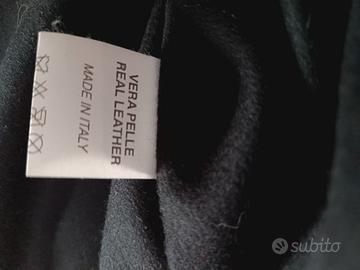 VERA PELLE
REAL LEATHER
MADE IN ITALY
subito